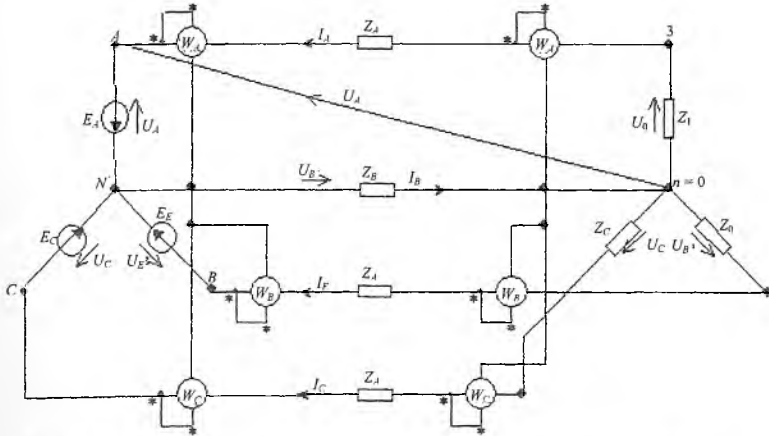 * W_A I_A Z_A * W_A
A 3
E_A U_A U_A U_0 Z_1
N' U_B' Z_B I_B n=0
E_C U_C U_E' E_E Z_C U_C U_B' Z_0
C B * W_B * I_F Z_A * W_B *
* W_C * I_C Z_A * W_C *